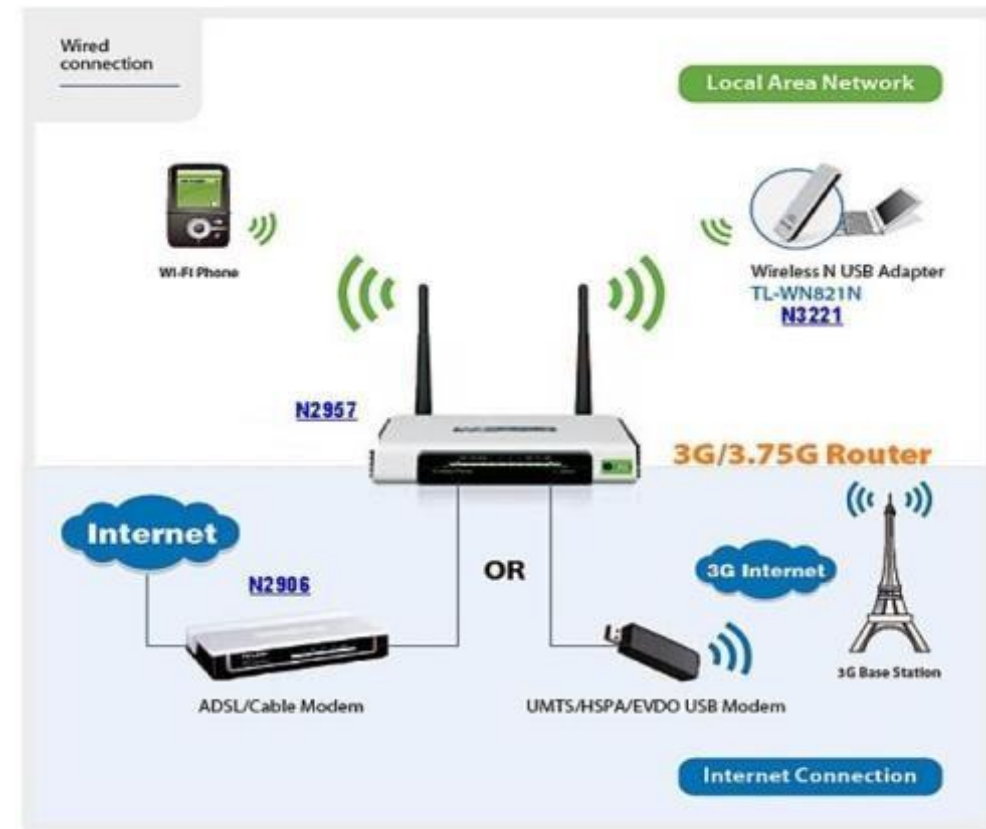 Wired
connection
Local Area Network
WI-FI Phone
Wireless N USB Adapter
TL-WN821N
N3221
N2957
3G/3.75G Router
Internet
N2906
OR
3G Internet
3G Base Station
ADSL/Cable Modem
UMTS/HSPA/EVDO USB Modem
Internet Connection